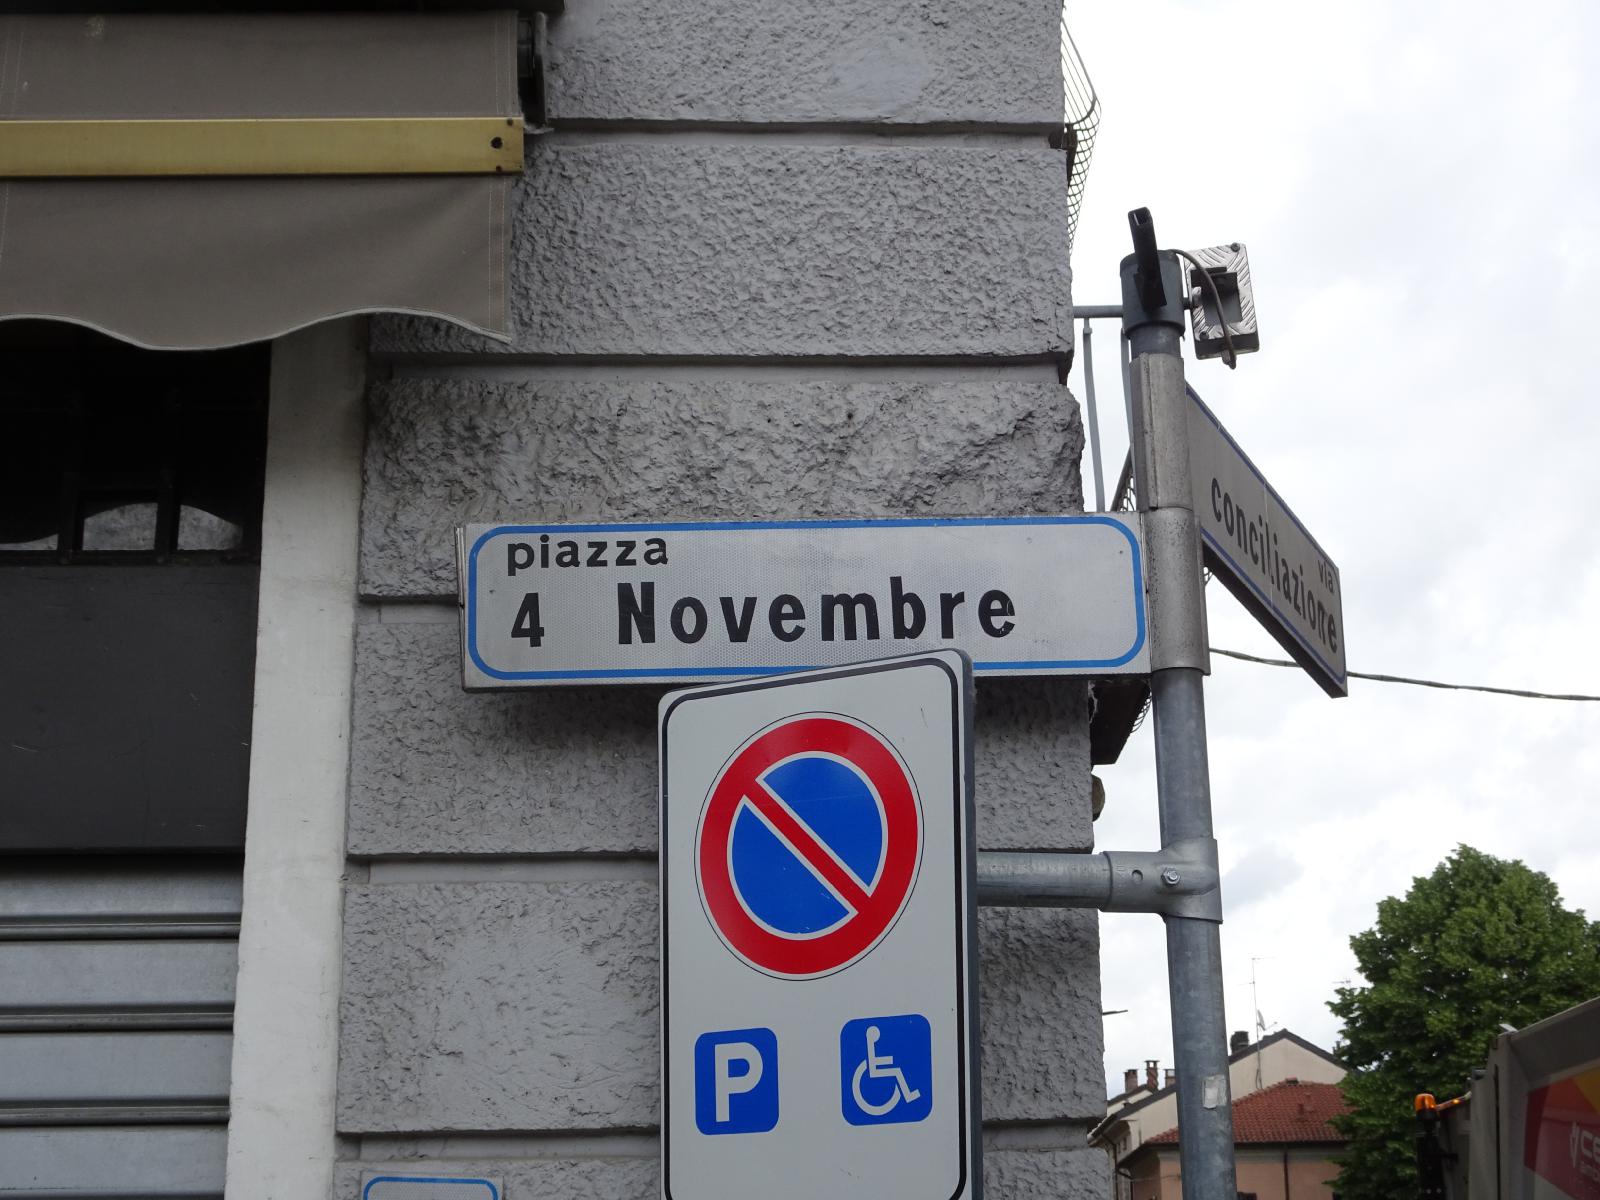 piazza
4 Novembre
via
conciliazione
P